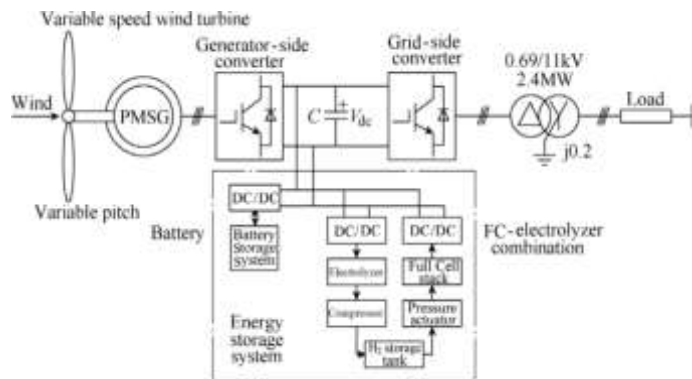 Variable speed wind turbine
Generator-side
converter
Grid-side
converter
0.69/11kV
2.4MW
Wind
PMSG
C
+
V_dc
Δ
Y
Load
j0.2
Variable pitch
DC/DC
Battery
Battery
Storage
system
DC/DC
DC/DC
FC-electrolyzer
combination
Electrolyzer
Full Cell
stack
Compressor
Pressure
actuator
Energy
storage
system
H₂ storage
tank